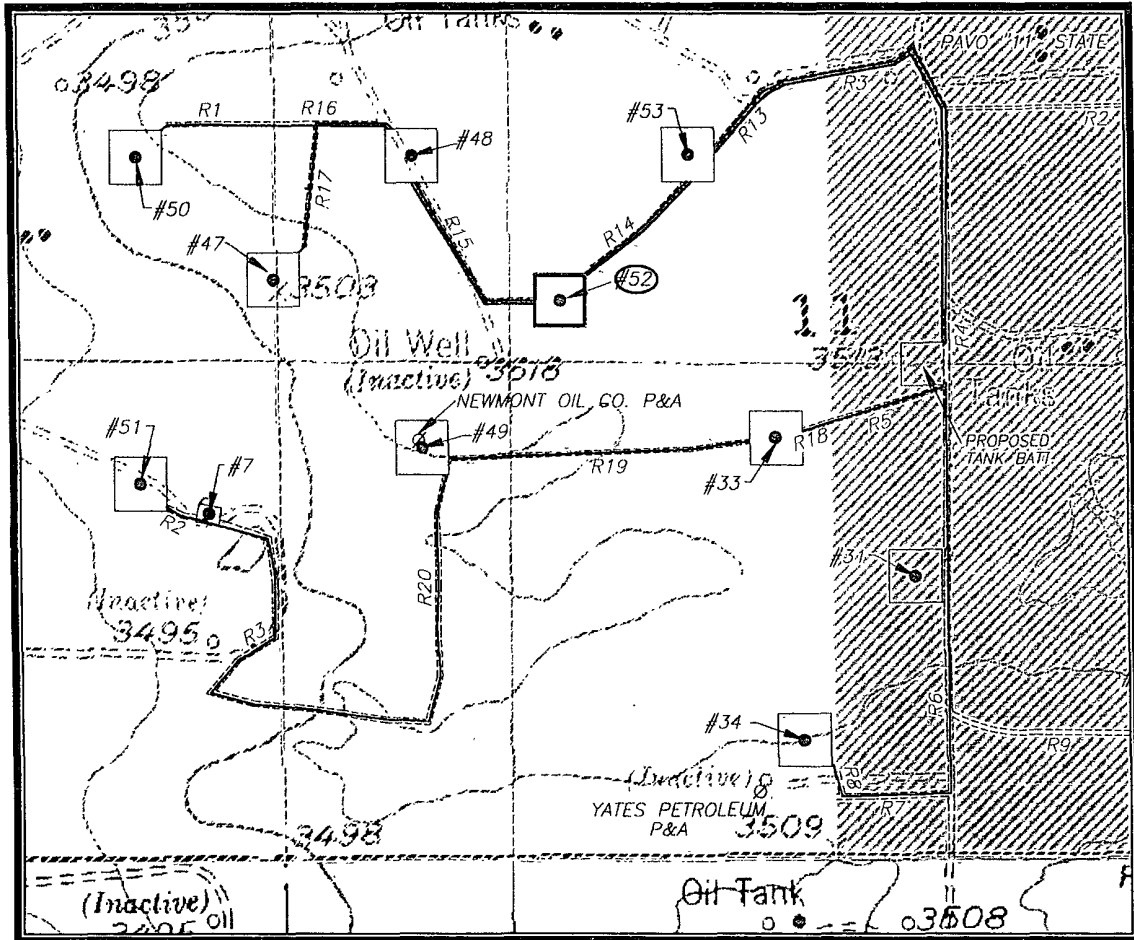 Oil Tanks
PAVO "11" STATE
3498
R1
R16
R3
#53
R13
R2
#48
R17
#50
R15
R14
#47
3503
#52
11
R4
Oil Well
(Inactive)
3513
Oil
Tanks
NEWMONT OIL CO. P&A
#49
PROPOSED
TANK BATT
R18
R5
#51
#7
R19
#33
R2
#31
R20
(Inactive)
3495
R3
R6
#34
R9
(Inactive)
R8
YATES PETROLEUM
P&A
R7
3509
3498
Oil Tank
(Inactive)
Oil
3508